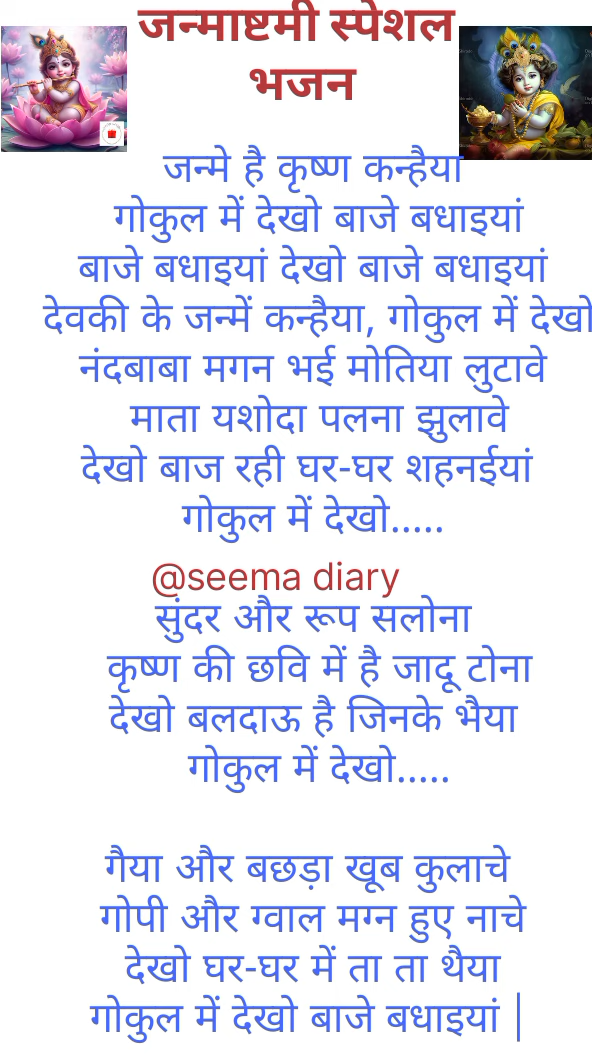 जन्माष्टमी स्पेशल
भजन
जन्मे है कृष्ण कन्हैया
गोकुल में देखो बाजे बधाइयां
बाजे बधाइयां देखो बाजे बधाइयां
देवकी के जन्में कन्हैया, गोकुल में देखो
नंदबाबा मगन भई मोतिया लुटावे
माता यशोदा पलना झुलावे
देखो बाज रही घर-घर शहनईयां
गोकुल में देखो.....
@seema diary
सुंदर और रूप सलोना
कृष्ण की छवि में है जादू टोना
देखो बलदाऊ है जिनके भैया
गोकुल में देखो.....
गैया और बछड़ा खूब कुलाचे
गोपी और ग्वाल मग्न हुए नाचे
देखो घर-घर में ता ता थैया
गोकुल में देखो बाजे बधाइयां |